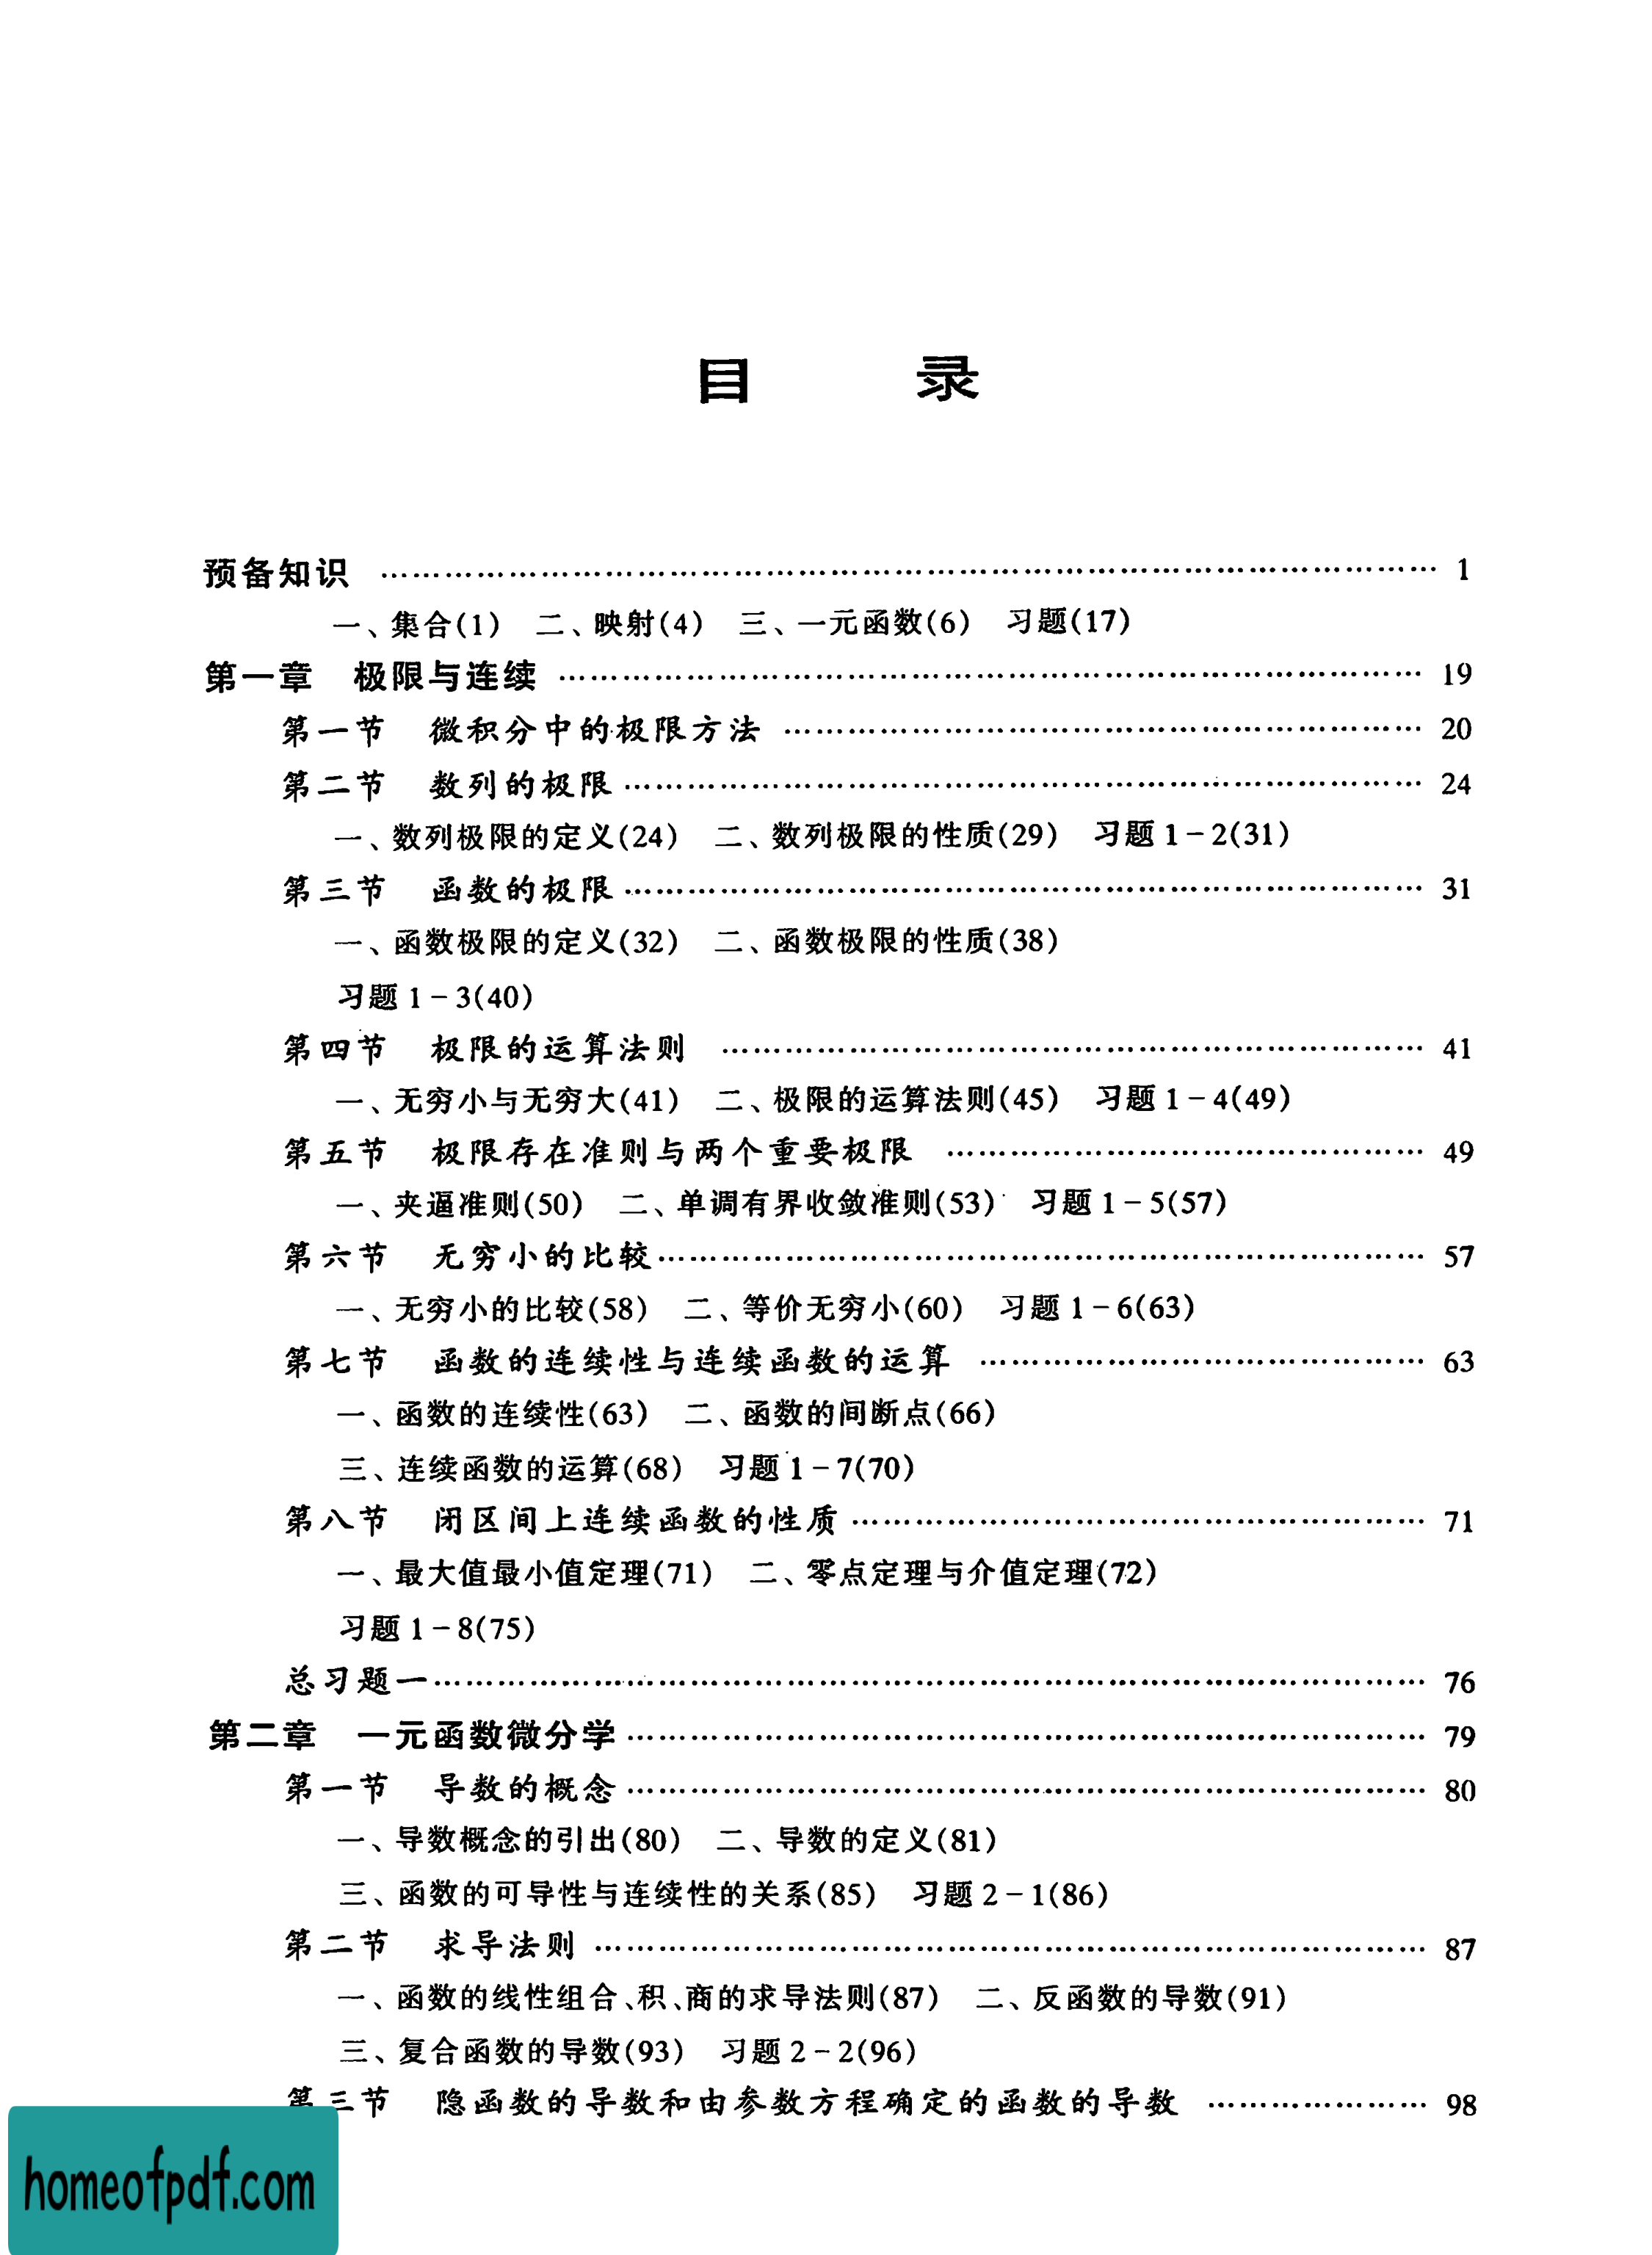 目 录
预备知识 …………………………………………………………………… 1
一、集合(1) 二、映射(4) 三、一元函数(6) 习题(17)
第一章 极限与连续 ………………………………………………………… 19
第一节 微积分中的极限方法 ……………………………………………… 20
第二节 数列的极限 ………………………………………………………… 24
一、数列极限的定义(24) 二、数列极限的性质(29) 习题 1-2(31)
第三节 函数的极限 ………………………………………………………… 31
一、函数极限的定义(32) 二、函数极限的性质(38)
习题 1-3(40)
第四节 极限的运算法则 …………………………………………………… 41
一、无穷小与无穷大(41) 二、极限的运算法则(45) 习题 1-4(49)
第五节 极限存在准则与两个重要极限 …………………………………… 49
一、夹逼准则(50) 二、单调有界收敛准则(53) 习题 1-5(57)
第六节 无穷小的比较 ……………………………………………………… 57
一、无穷小的比较(58) 二、等价无穷小(60) 习题 1-6(63)
第七节 函数的连续性与连续函数的运算 ………………………………… 63
一、函数的连续性(63) 二、函数的间断点(66)
三、连续函数的运算(68) 习题 1-7(70)
第八节 闭区间上连续函数的性质 ………………………………………… 71
一、最大值最小值定理(71) 二、零点定理与介值定理(72)
习题 1-8(75)
总习题一 …………………………………………………………………… 76
第二章 一元函数微分学 …………………………………………………… 79
第一节 导数的概念 ………………………………………………………… 80
一、导数概念的引出(80) 二、导数的定义(81)
三、函数的可导性与连续性的关系(85) 习题 2-1(86)
第二节 求导法则 …………………………………………………………… 87
一、函数的线性组合、积、商的求导法则(87) 二、反函数的导数(91)
三、复合函数的导数(93) 习题 2-2(96)
第三节 隐函数的导数和由参数方程确定的函数的导数 ………………… 98
homeofpdf.com